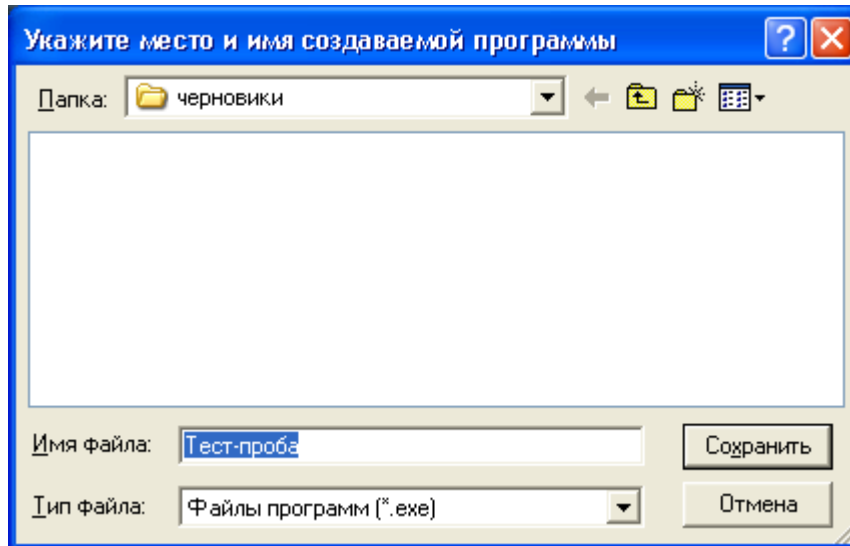 Укажите место и имя создаваемой программы
Папка: черновики
Имя файла: Тест-проба Сохранить
Тип файла: Файлы программ (*.exe) Отмена